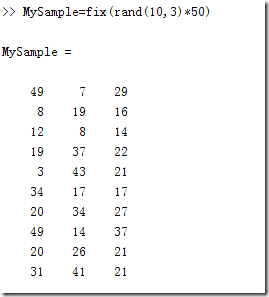 >> MySample=fix(rand(10,3)*50)
MySample =
49 7 29
8 19 16
12 8 14
19 37 22
3 43 21
34 17 17
20 34 27
49 14 37
20 26 21
31 41 21